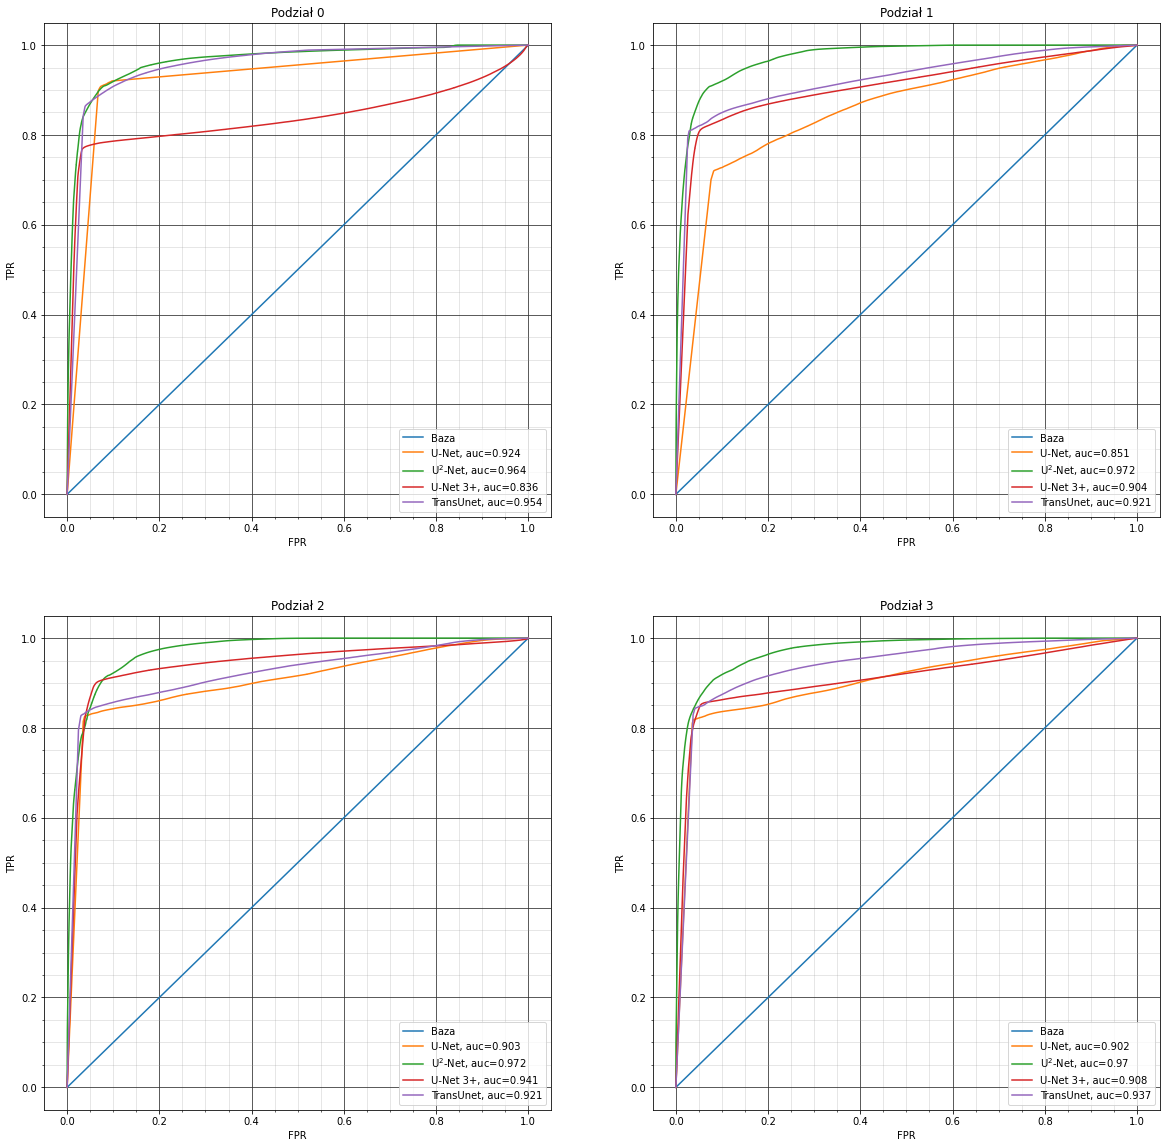 Podział 0
1.0
0.8
0.6
0.4
0.2
0.0
TPR
0.0 0.2 0.4 0.6 0.8 1.0
FPR
Baza
U-Net, auc=0.924
U²-Net, auc=0.964
U-Net 3+, auc=0.836
TransUnet, auc=0.954
Podział 1
1.0
0.8
0.6
0.4
0.2
0.0
TPR
0.0 0.2 0.4 0.6 0.8 1.0
FPR
Baza
U-Net, auc=0.851
U²-Net, auc=0.972
U-Net 3+, auc=0.904
TransUnet, auc=0.921
Podział 2
1.0
0.8
0.6
0.4
0.2
0.0
TPR
0.0 0.2 0.4 0.6 0.8 1.0
FPR
Baza
U-Net, auc=0.903
U²-Net, auc=0.972
U-Net 3+, auc=0.941
TransUnet, auc=0.921
Podział 3
1.0
0.8
0.6
0.4
0.2
0.0
TPR
0.0 0.2 0.4 0.6 0.8 1.0
FPR
Baza
U-Net, auc=0.902
U²-Net, auc=0.97
U-Net 3+, auc=0.908
TransUnet, auc=0.937